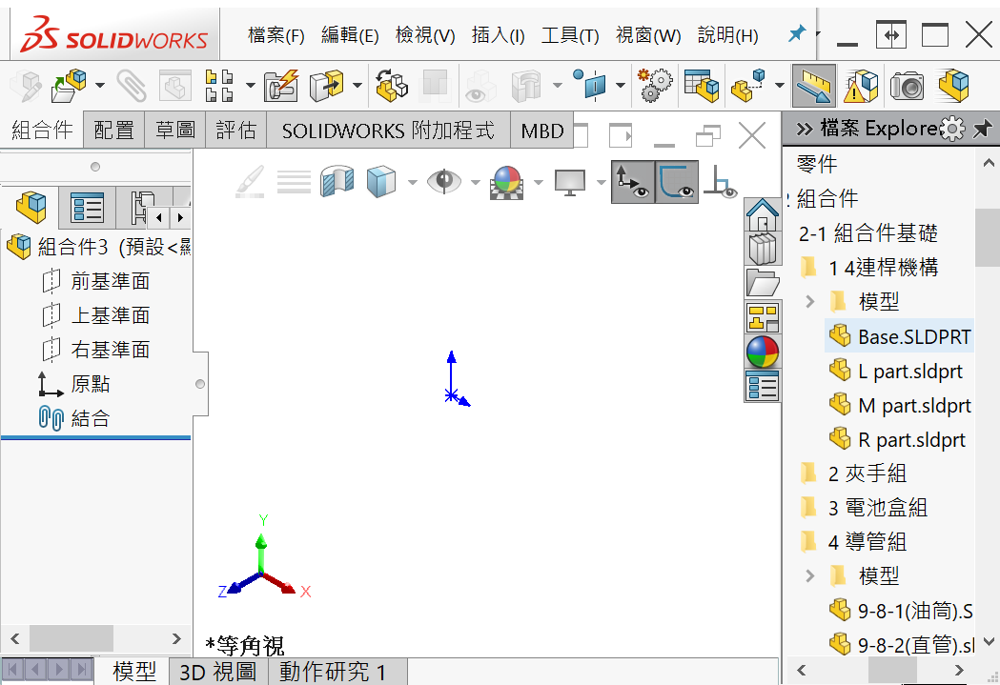 SOLIDWORKS 檔案(F) 編輯(E) 檢視(V) 插入(I) 工具(T) 視窗(W) 說明(H)
組合件 配置 草圖 評估 SOLIDWORKS 附加程式 MBD
檔案 Explorer
組合件3 (預設<
前基準面
上基準面
右基準面
原點
結合
Y
Z
X
*等角視
零件
2 組合件
2-1 組合件基礎
1 4連桿機構
模型
Base.SLDPRT
L part.sldprt
M part.sldprt
R part.sldprt
2 夾手組
3 電池盒組
4 導管組
模型
9-8-1(油筒).S
9-8-2(直管).sl
模型 3D 視圖 動作研究 1